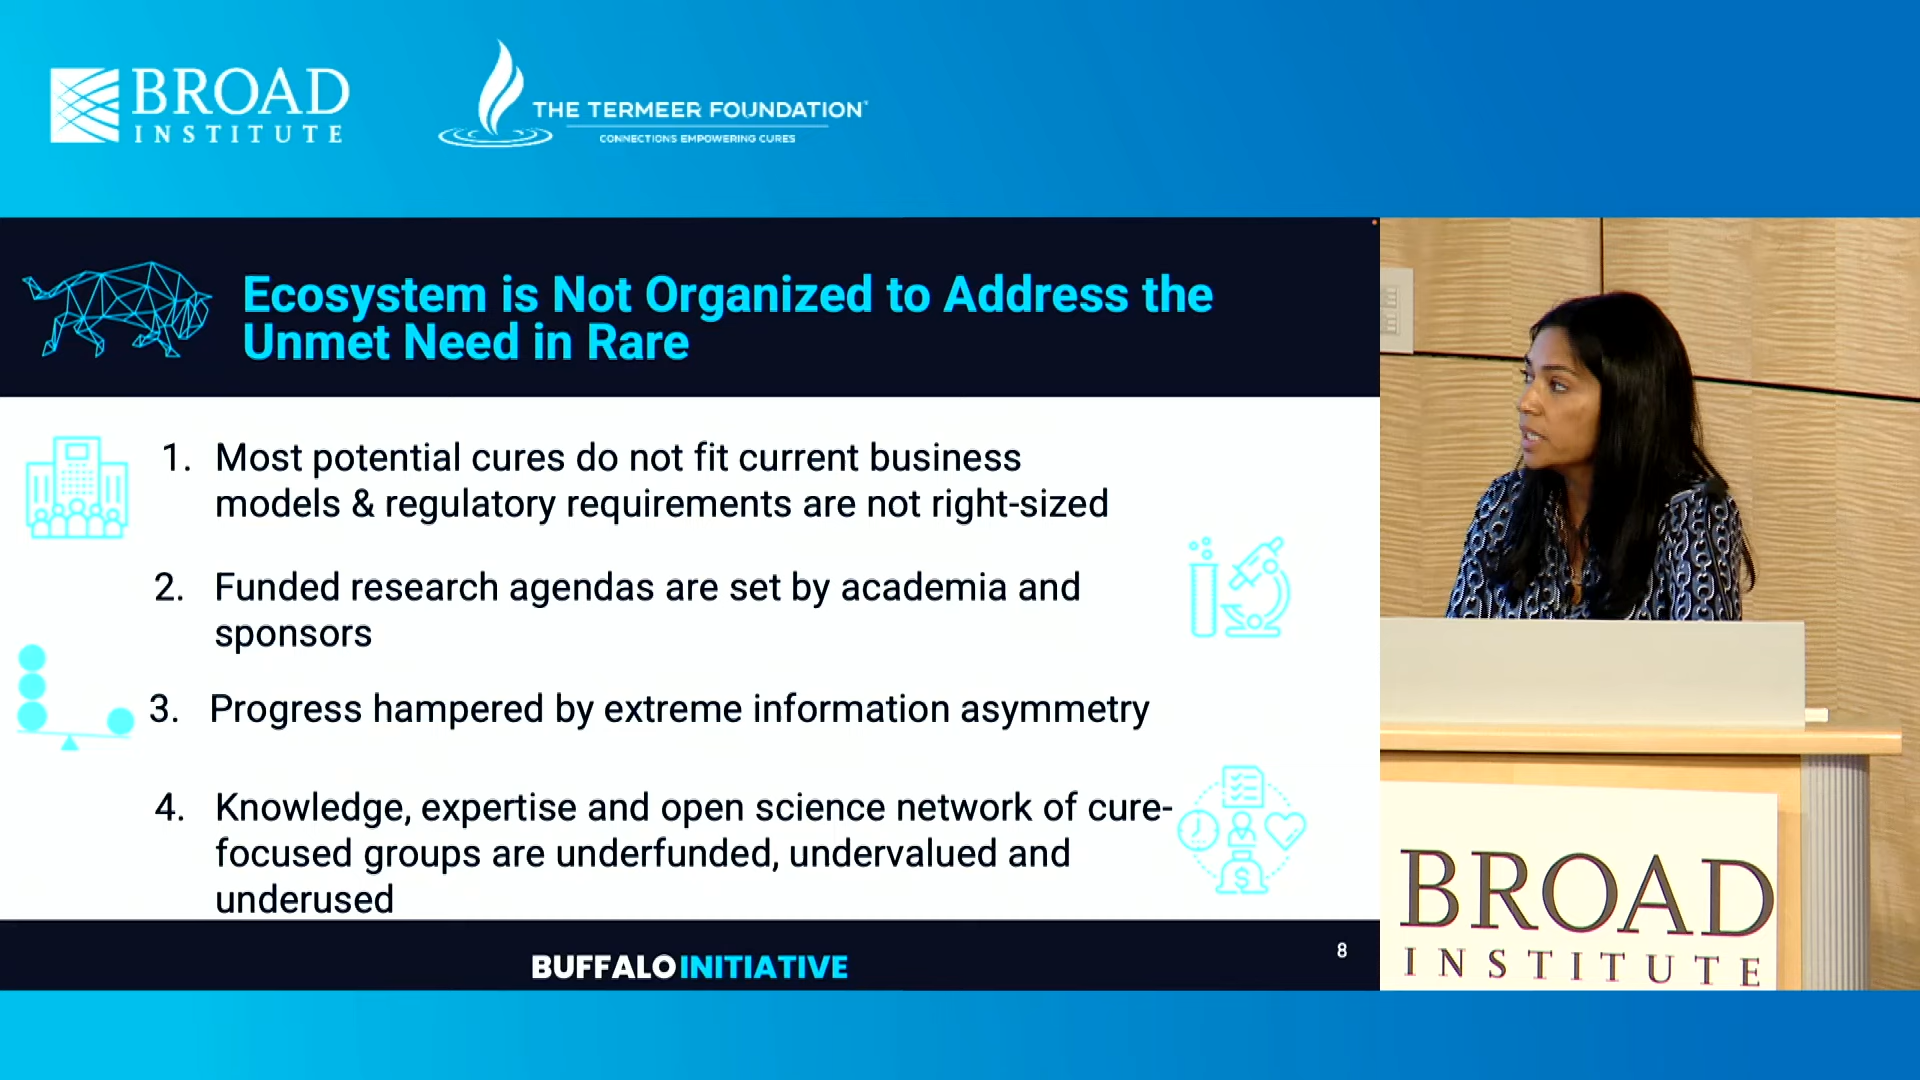 BROAD
INSTITUTE
THE TERMEER FOUNDATION
CONNECTIONS EMPOWERING CURES
Ecosystem is Not Organized to Address the
Unmet Need in Rare
1. Most potential cures do not fit current business
models & regulatory requirements are not right-sized
2. Funded research agendas are set by academia and
sponsors
3. Progress hampered by extreme information asymmetry
4. Knowledge, expertise and open science network of cure-
focused groups are underfunded, undervalued and
underused
BUFFALO INITIATIVE
8
BROAD
INSTITUTE